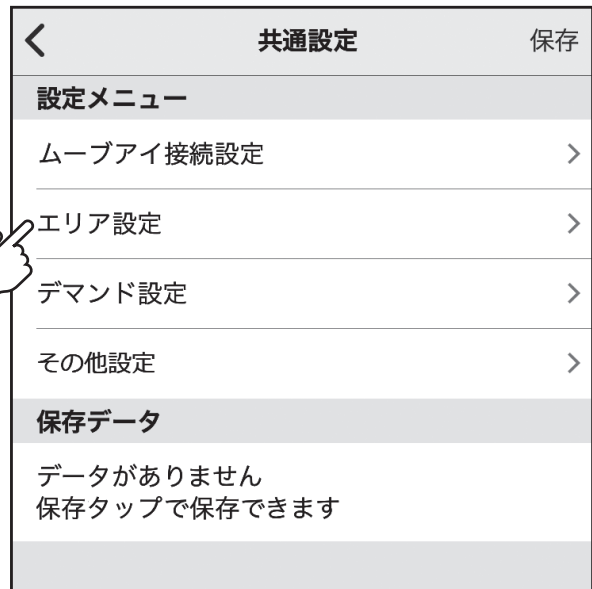 共通設定
保存
設定メニュー
ムーブアイ接続設定
エリア設定
デマンド設定
その他設定
保存データ
データがありません
保存タップで保存できます